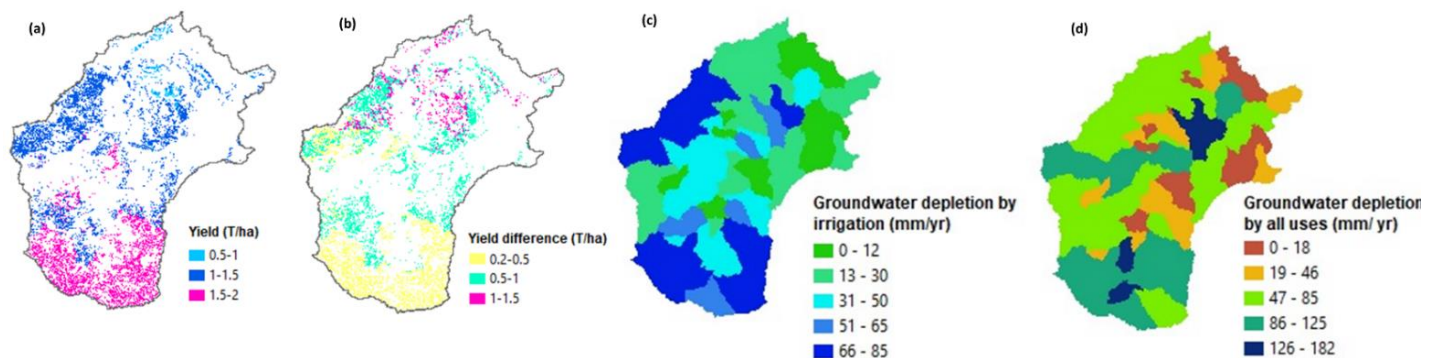 (a)
Yield (T/ha)
0.5-1
1-1.5
1.5-2
(b)
Yield difference (T/ha)
0.2-0.5
0.5-1
1-1.5
(c)
Groundwater depletion by
irrigation (mm/yr)
0 - 12
13 - 30
31 - 50
51 - 65
66 - 85
(d)
Groundwater depletion
by all uses (mm/ yr)
0 - 18
19 - 46
47 - 85
86 - 125
126 - 182